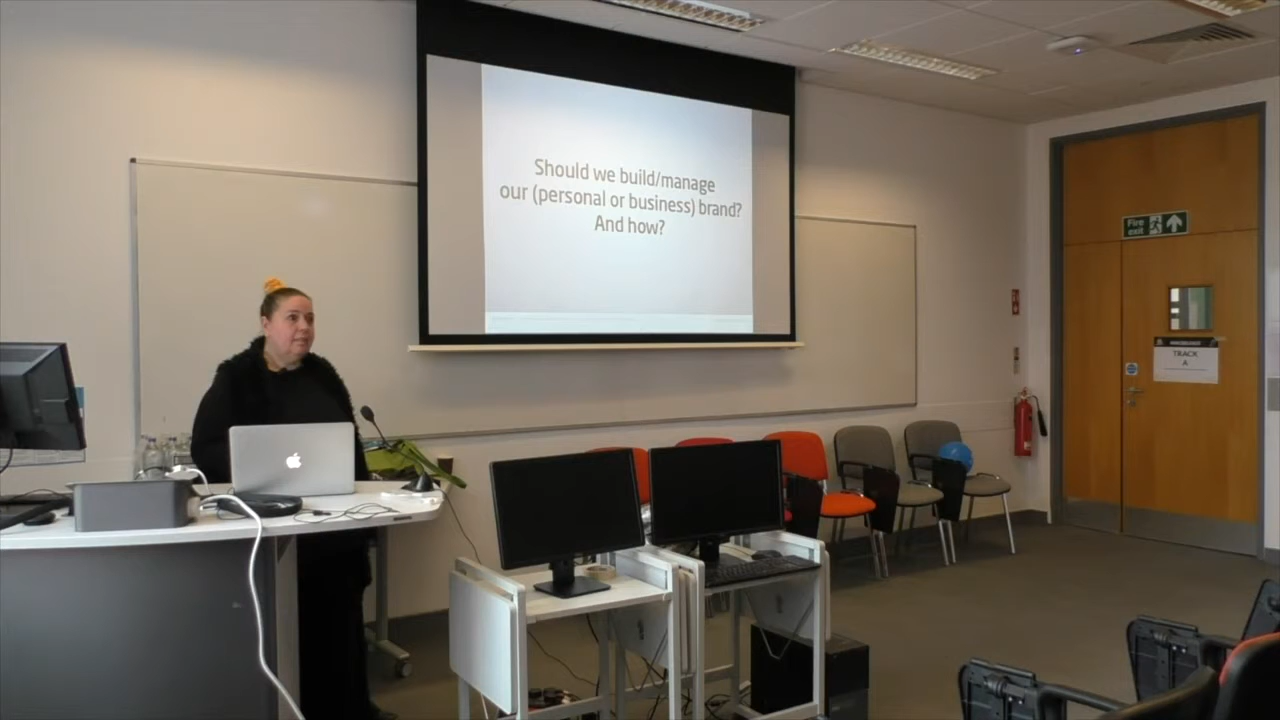 Should we build/manage
our (personal or business) brand?
And how?
Fire
exit
TRACK
A